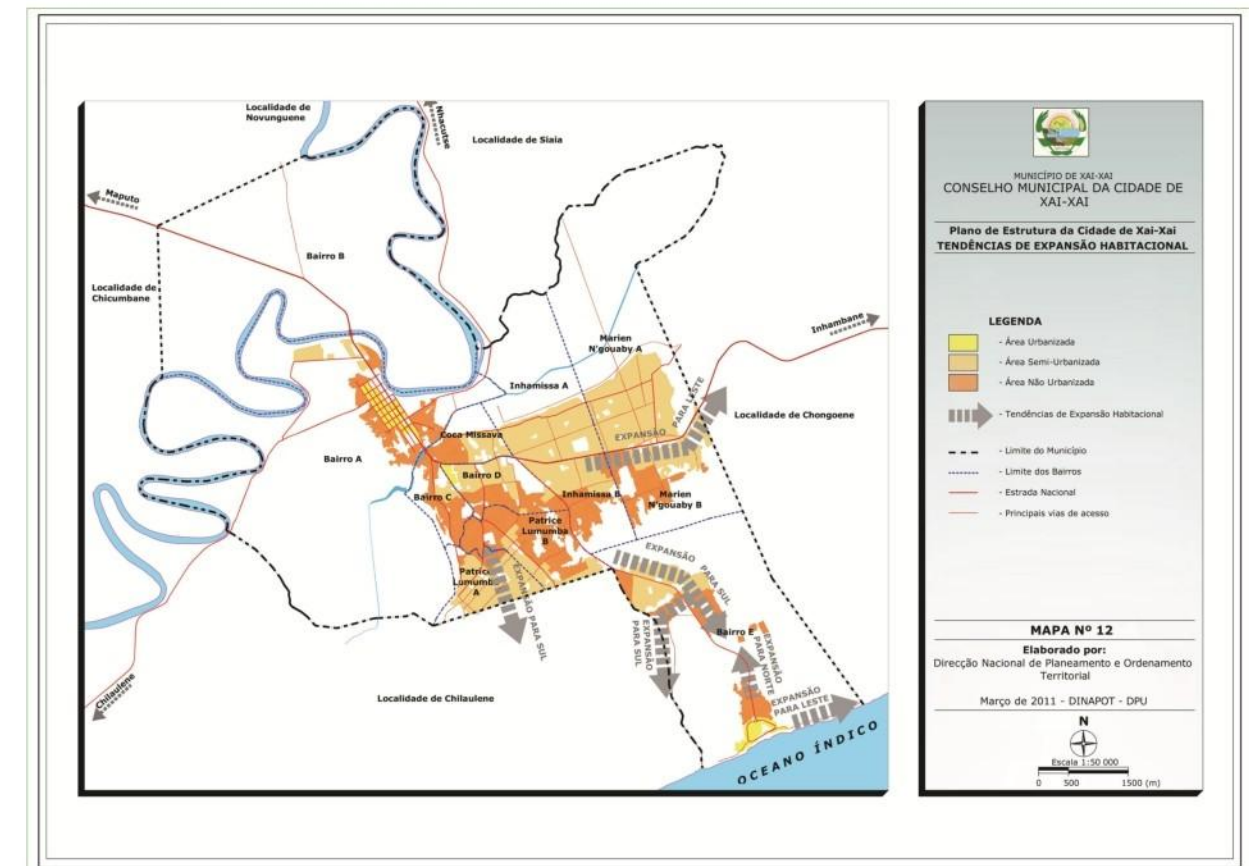 Localidade de
Novunguene
Nhacutse
Localidade de Siaia
Maputo
Bairro B
Localidade de
Chicumbane
Inhambane
Marien
N'gouaby A
Inhamissa A
PARA LESTE
EXPANSÃO
Localidade de Chongoene
Coca Missava
Bairro A
Bairro D
Bairro C
Inhamissa B
Marien
N'gouaby B
Patrice
Lumumba
B
EXPANSÃO
PARA SUL
Patrice
Lumumba
A
EXPANSÃO PARA SUL
EXPANSÃO
PARA SUL
Bairro E
EXPANSÃO
PARA NORTE
EXPANSÃO
PARA LESTE
Chilaulene
Localidade de Chilaulene
OCEANO ÍNDICO
MUNICÍPIO DE XAI-XAI
CONSELHO MUNICIPAL DA CIDADE DE
XAI-XAI
Plano de Estrutura da Cidade de Xai-Xai
TENDÊNCIAS DE EXPANSÃO HABITACIONAL
LEGENDA
- Área Urbanizada
- Área Semi-Urbanizada
- Área Não Urbanizada
- Tendências de Expansão Habitacional
- Limite do Município
- Limite dos Bairros
- Estrada Nacional
- Principais vias de acesso
MAPA Nº 12
Elaborado por:
Direcção Nacional de Planeamento e Ordenamento
Territorial
Março de 2011 - DINAPOT - DPU
N
Escala 1:50 000
0 500 1500 (m)